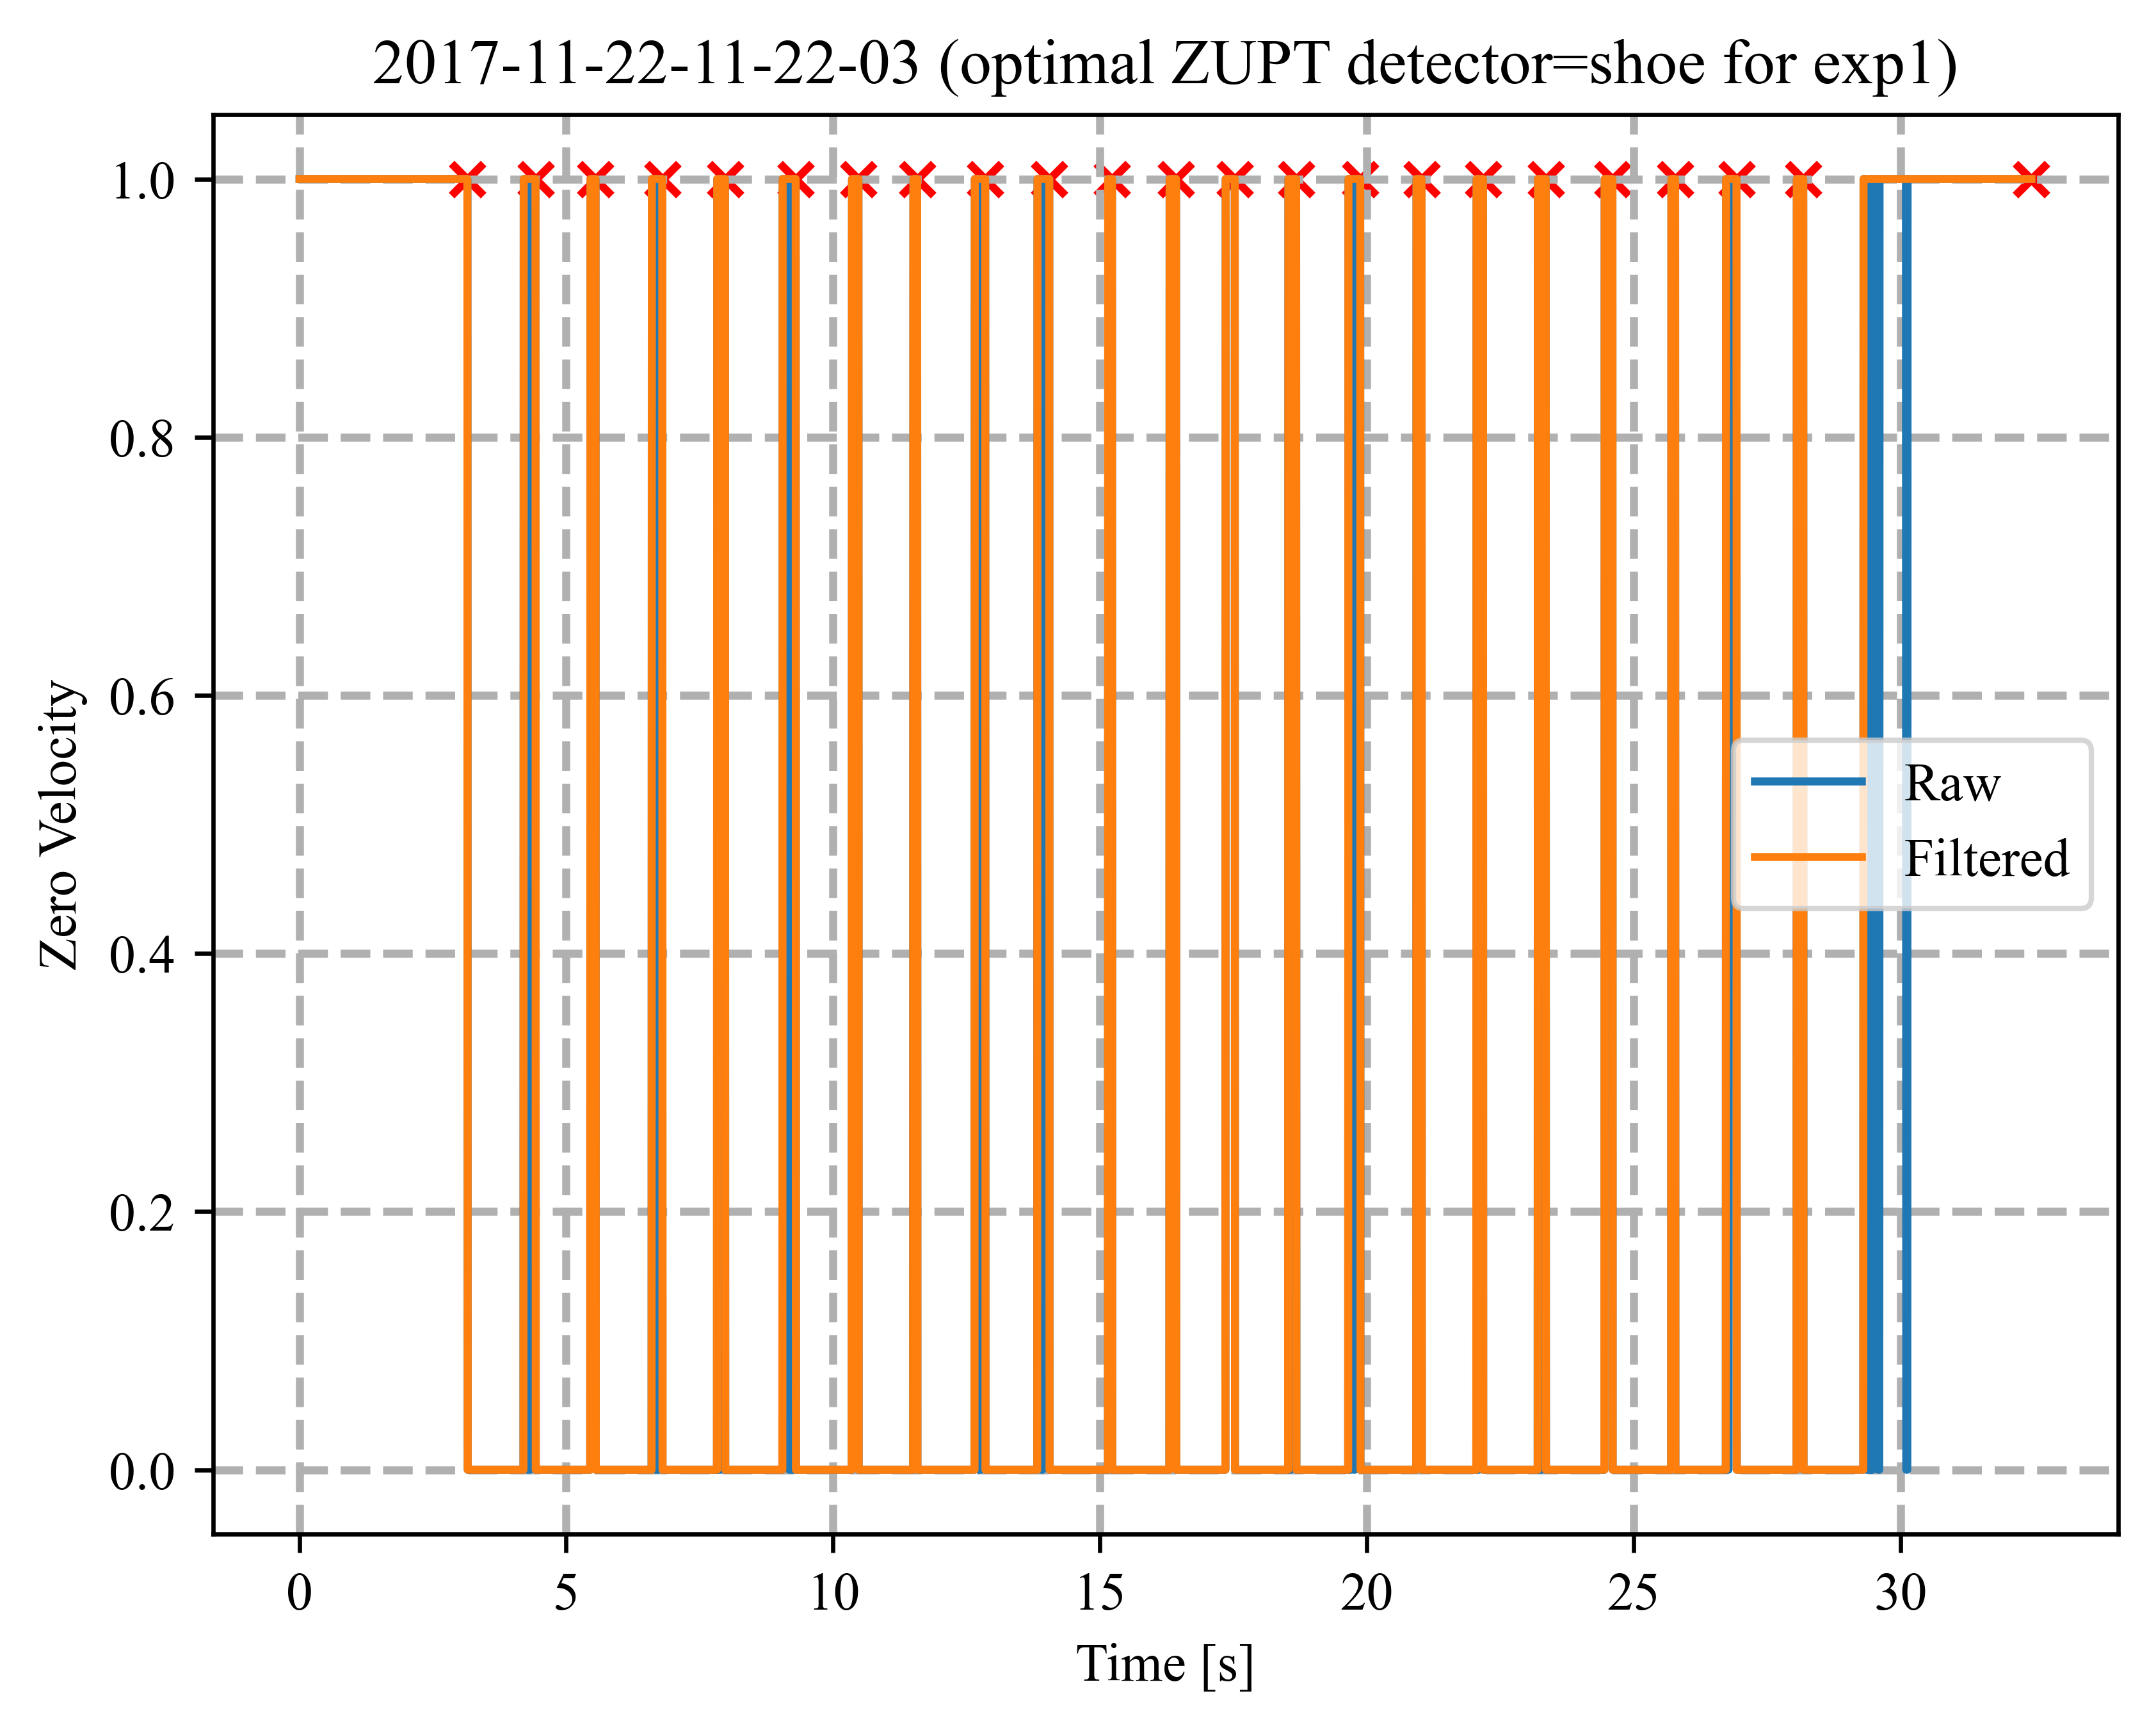 2017-11-22-11-22-03 (optimal ZUPT detector=shoe for exp1)
1.0
0.8
0.6
0.4
0.2
0.0
Zero Velocity
Raw
Filtered
0 5 10 15 20 25 30
Time [s]